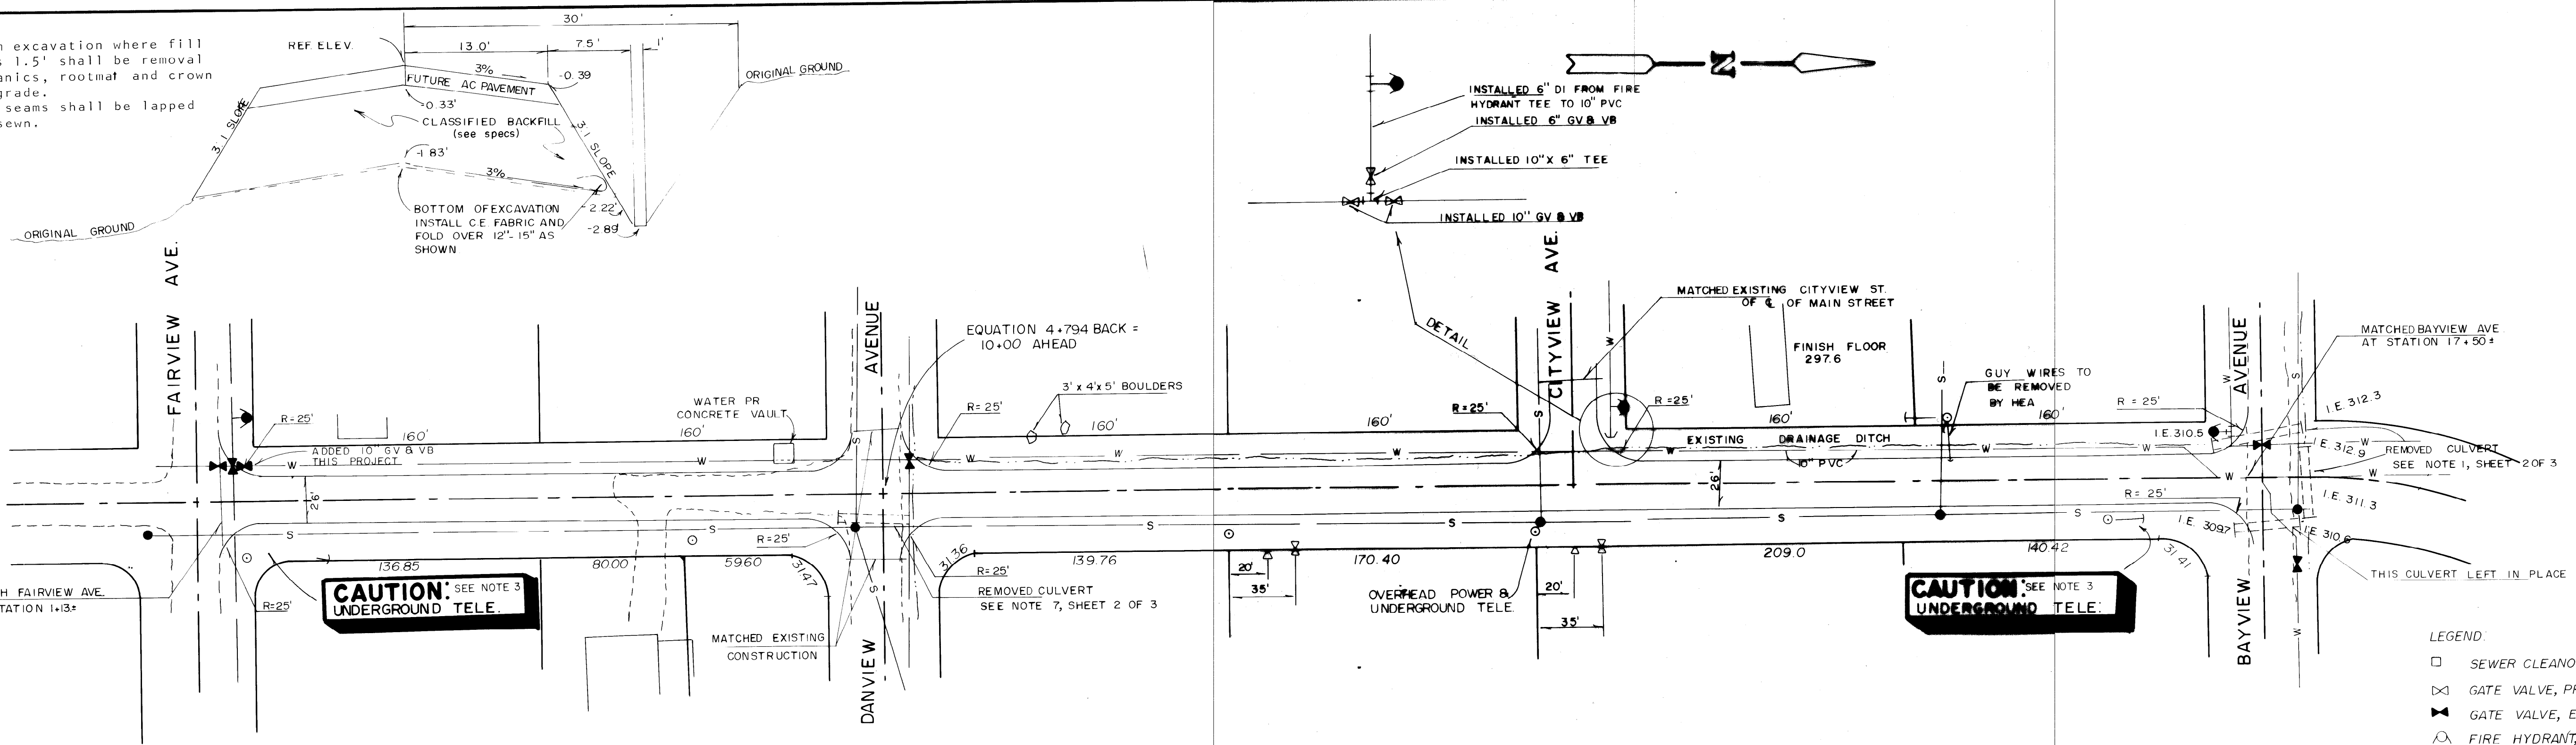 excavation where fill
1.5' shall be removal
rootmat and crown
grade.
seams shall be lapped
sewn.
30'
REF. ELEV.
13.0'
7.5'
1'
3%
-0.39
ORIGINAL GROUND
FUTURE AC PAVEMENT
-0.33'
3:1 SLOPE
CLASSIFIED BACKFILL
(see specs)
3:1 SLOPE
-1.83'
3%
BOTTOM OF EXCAVATION
INSTALL C.E. FABRIC AND
FOLD OVER 12"-15" AS
SHOWN
-2.22'
-2.89'
ORIGINAL GROUND
N
INSTALLED 6" DI FROM FIRE
HYDRANT TEE TO 10" PVC
INSTALLED 6" GV & VB
INSTALLED 10" X 6" TEE
INSTALLED 10" GV & VB
DETAIL
FAIRVIEW AVE.
R=25'
160'
ADDED 10" GV & VB
THIS PROJECT
W
160'
WATER PR
CONCRETE VAULT
W
S
AVENUE
EQUATION 4+794 BACK =
10+00 AHEAD
R=25'
3' x 4' x 5' BOULDERS
160'
W
W
160'
W
R=25'
S
CITYVIEW AVE.
W
MATCHED EXISTING CITYVIEW ST.
OF ℄ OF MAIN STREET
R=25'
FINISH FLOOR
297.6
160'
EXISTING DRAINAGE DITCH
W
W
10" PVC
S
GUY WIRES TO
BE REMOVED
BY HEA
160'
W
R = 25'
I.E.310.5
W
AVENUE
S
MATCHED BAYVIEW AVE
AT STATION 17+50±
I.E. 312.3
W
I.E. 312.9
REMOVED CULVERT
SEE NOTE 1, SHEET 2 OF 3
W
W
I.E. 311.3
26'
S
S
26'
S
S
S
S
R= 25'
I.E. 309.7
I.E. 310.6
FAIRVIEW AVE.
STATION 1+13±
R=25'
136.85
CAUTION: SEE NOTE 3
UNDERGROUND TELE.
80.00
59.60
R=25'
31.47
MATCHED EXISTING
CONSTRUCTION
DANVIEW
S
31.36
R=25'
REMOVED CULVERT
SEE NOTE 7, SHEET 2 OF 3
139.76
20'
35'
170.40
OVERHEAD POWER &
UNDERGROUND TELE.
20'
35'
209.0
140.42
CAUTION: SEE NOTE 3
UNDERGROUND TELE.
31.41
BAYVIEW
W
THIS CULVERT LEFT IN PLACE
LEGEND:
SEWER
GATE VALVE,
GATE VALVE,
FIRE HYDRANT,